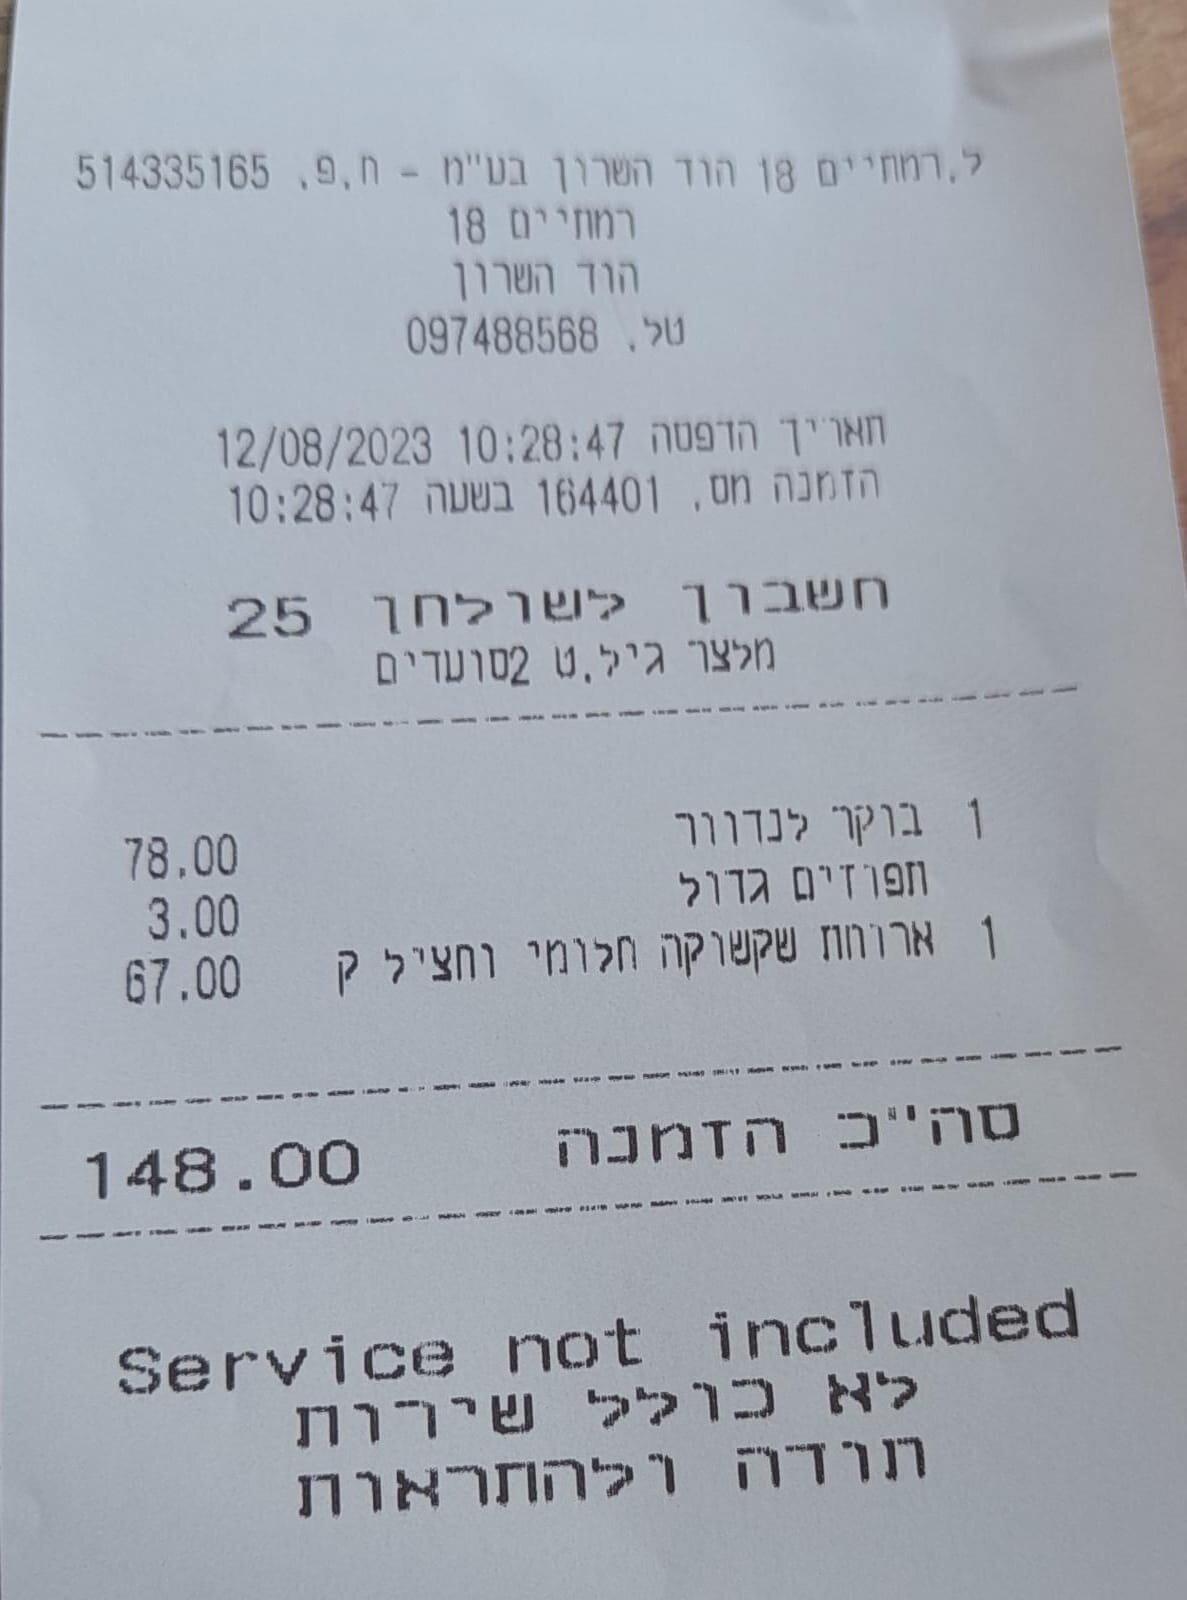 ל.רמתיים 18 הוד השרון בע"מ - ח.פ. 514335165
רמתיים 18
הוד השרון
טל. 097488568
תאריך הדפסה 12/08/2023 10:28:47
הזמנה מס. 164401 בשעה 10:28:47
חשבון לשולחן 25
מלצר גיל.ט 2סועדים
1 בוקר לנדוור 78.00
תפוזים גדול 3.00
1 ארוחת שקשוקה חלומי וחציל ק 67.00
סה"כ הזמנה 148.00
Service not included
לא כולל שירות
תודה ולהתראות